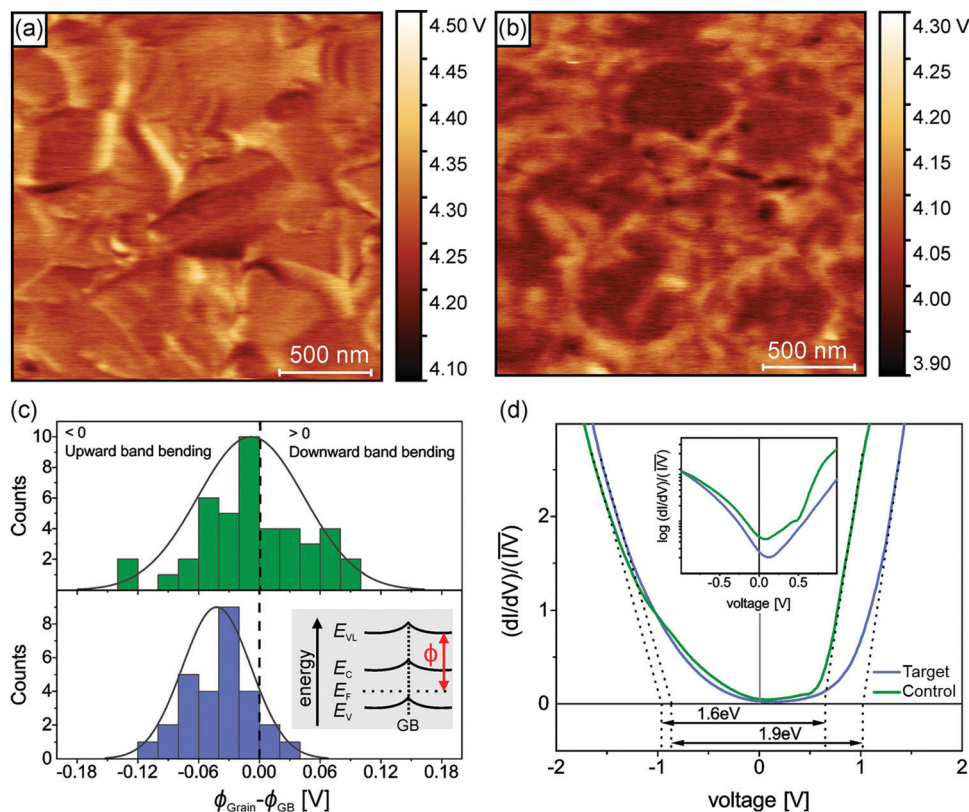 (a)
4.50 V
4.45
4.40
4.35
4.30
4.25
4.20
4.15
4.10
500 nm
(b)
4.30 V
4.25
4.20
4.15
4.10
4.05
4.00
3.95
3.90
500 nm
(c)
Counts
10
8
6
4
2
0
< 0
Upward band bending
> 0
Downward band bending
Counts
8
6
4
2
0
energy
E_VL
E_C
E_F
E_V
ϕ
GB
-0.18 -0.12 -0.06 0.00 0.06 0.12 0.18
ϕ_Grain-ϕ_GB [V]
(d)
(dI/dV)/(I/V)
2
1
0
log (dI/dV)/(I/V)
-0.5 0.0 0.5
voltage [V]
Target
Control
1.6eV
1.9eV
-2 -1 0 1 2
voltage [V]